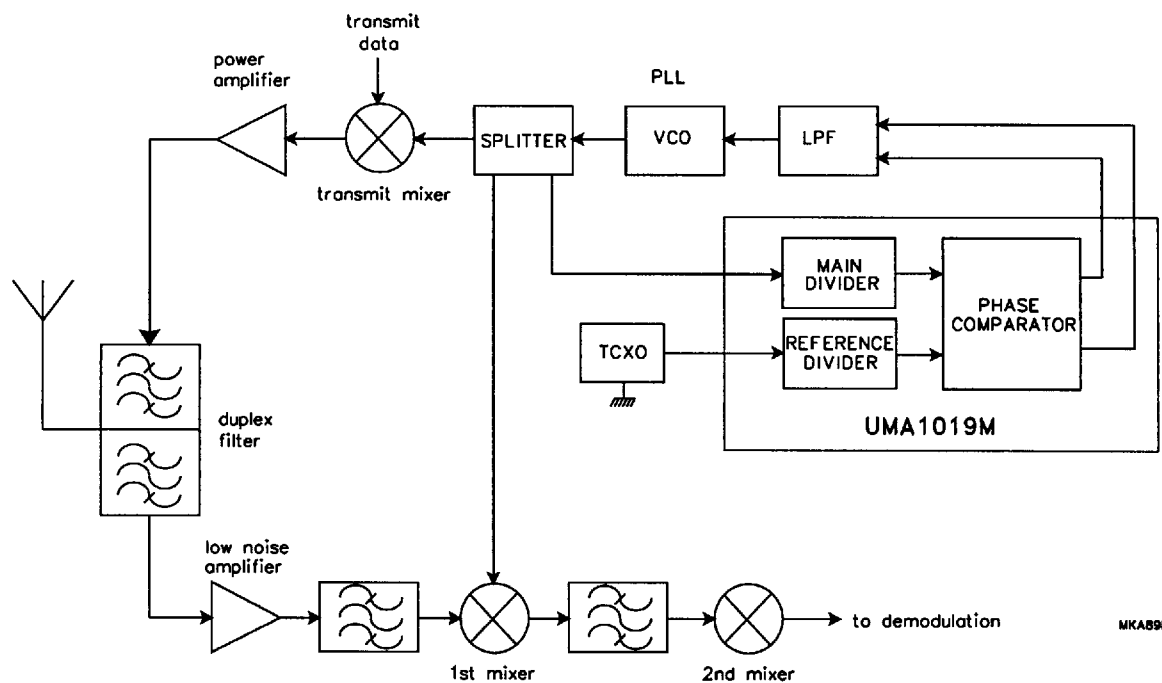 transmit
data
power
amplifier
PLL
SPLITTER
VCO
LPF
transmit mixer
MAIN
DIVIDER
PHASE
COMPARATOR
TCXO
REFERENCE
DIVIDER
UMA1019M
duplex
filter
low noise
amplifier
1st mixer
2nd mixer
to demodulation